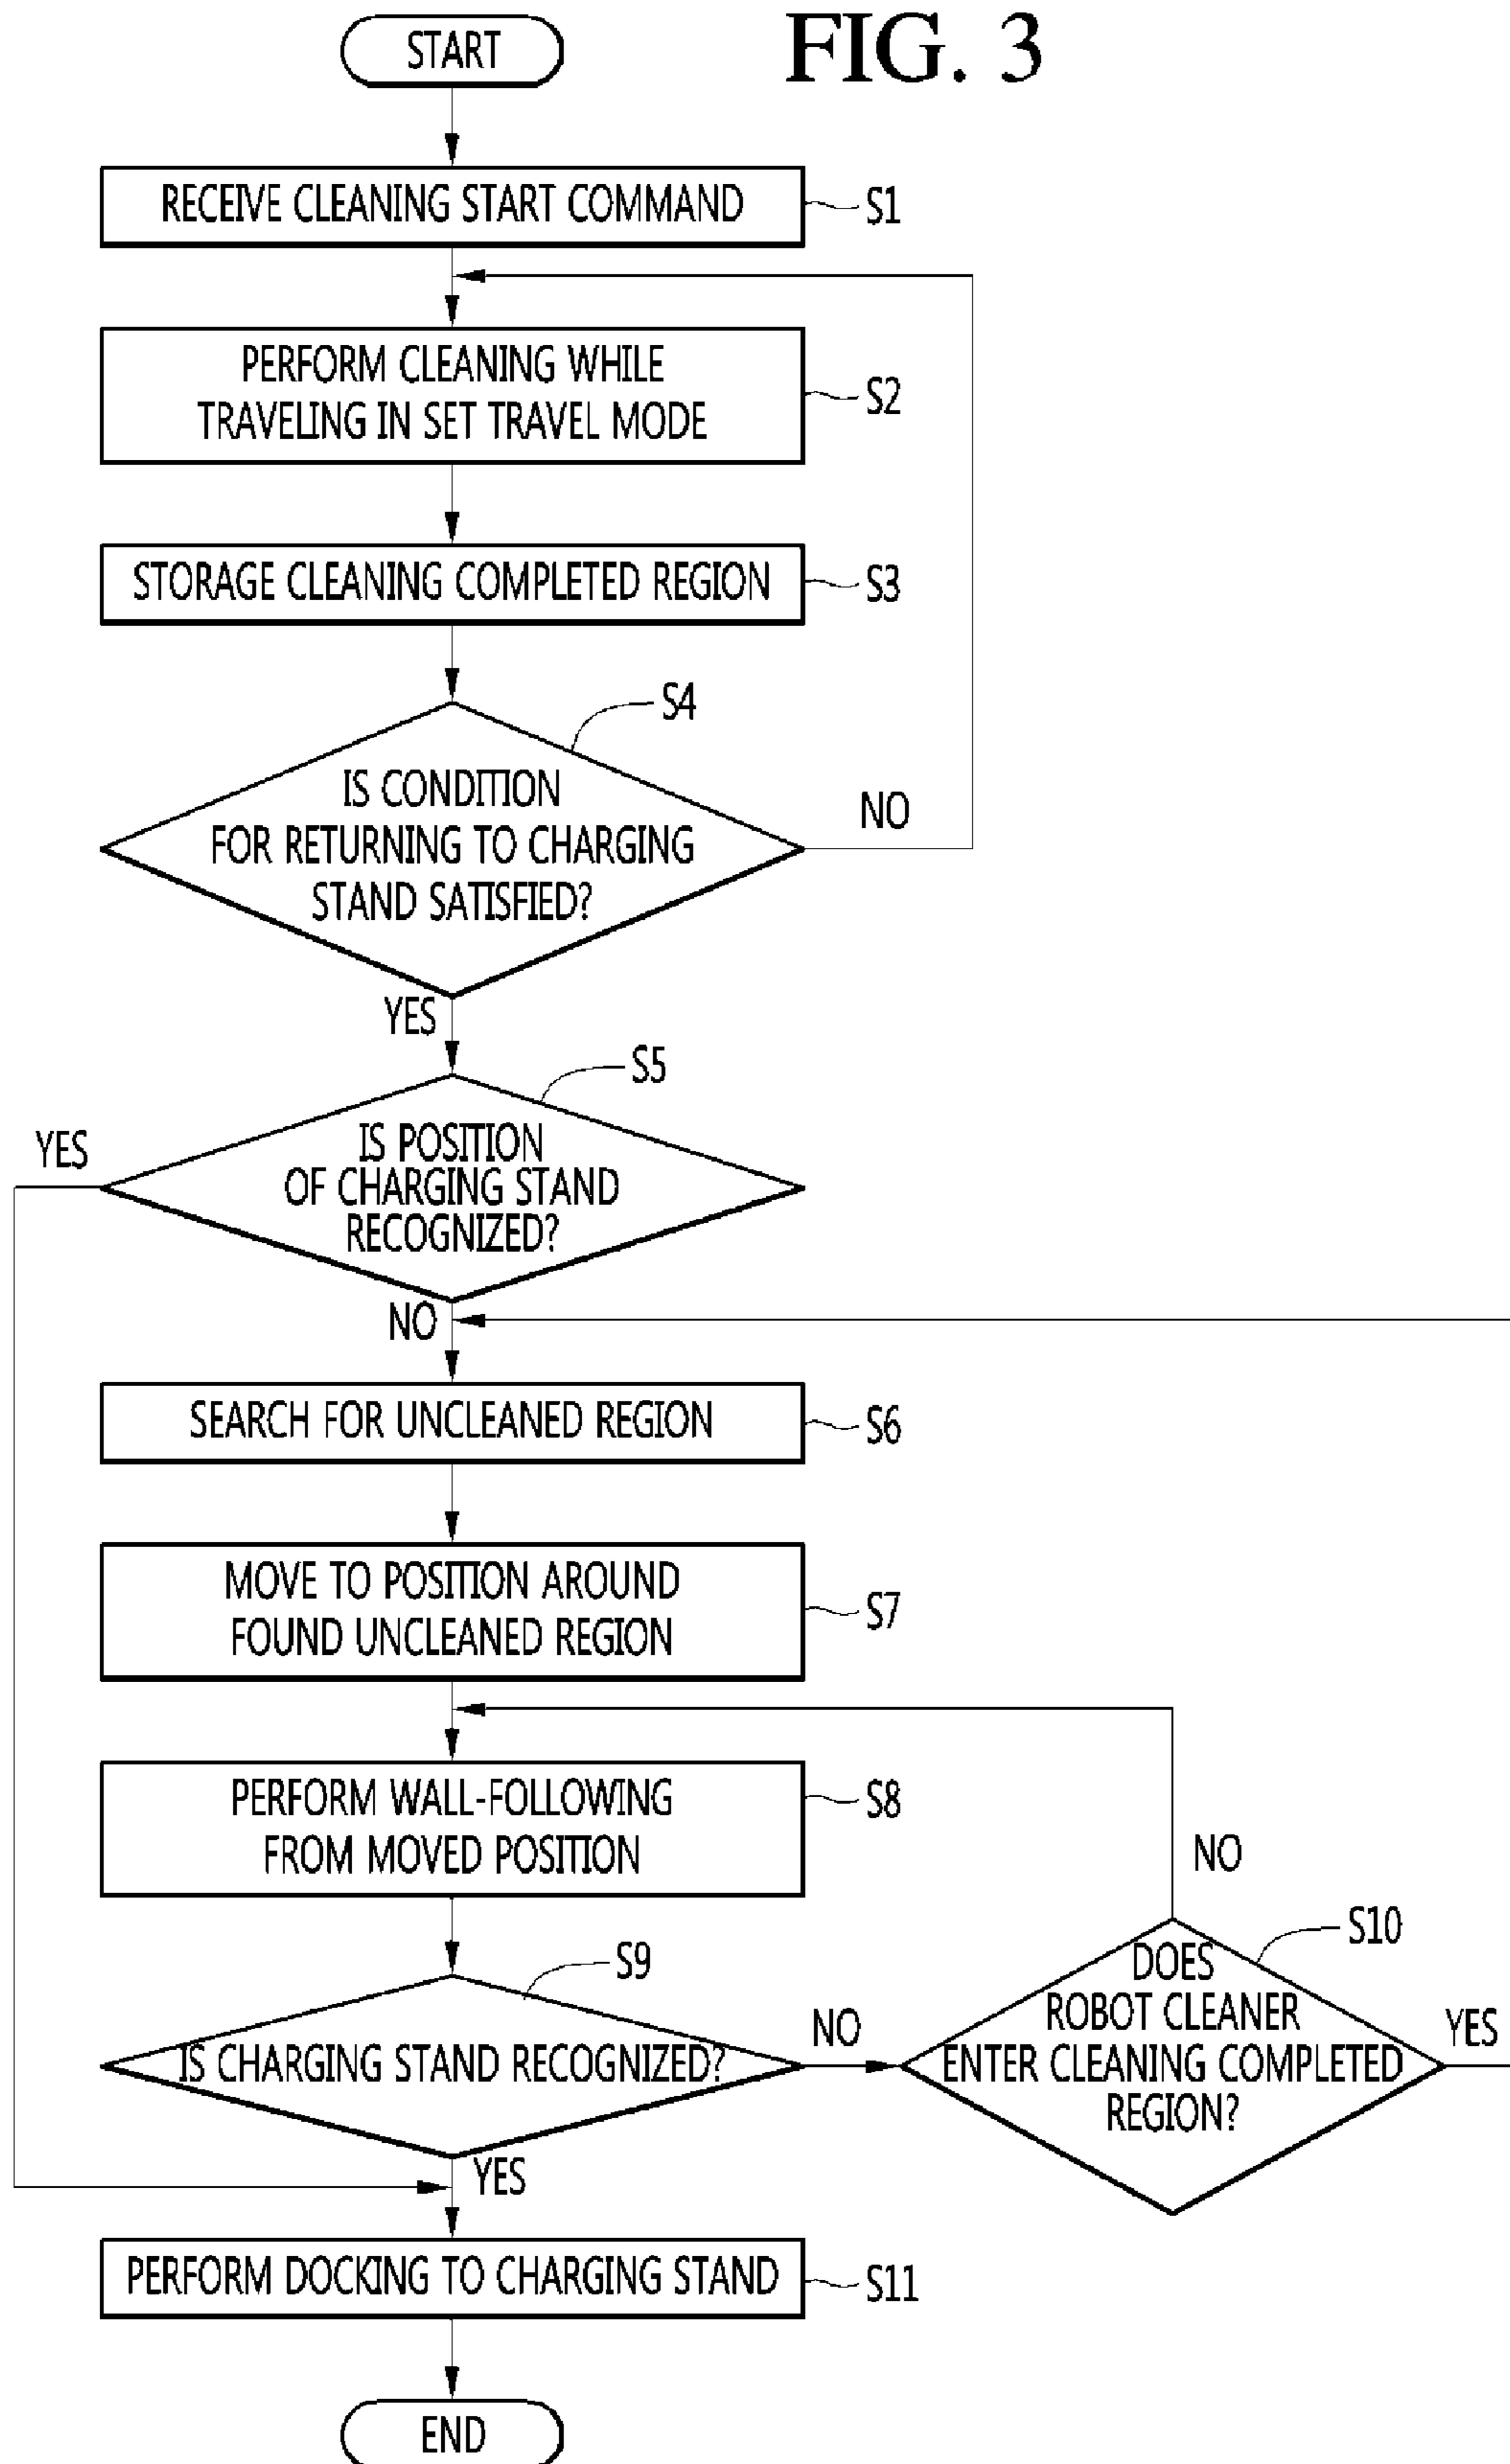 FIG. 3
START
RECEIVE CLEANING START COMMAND
S1
PERFORM CLEANING WHILE
TRAVELING IN SET TRAVEL MODE
S2
STORAGE CLEANING COMPLETED REGION
S3
S4
IS CONDITION
FOR RETURNING TO CHARGING
STAND SATISFIED?
NO
YES
S5
YES
IS POSITION
OF CHARGING STAND
RECOGNIZED?
NO
SEARCH FOR UNCLEANED REGION
S6
MOVE TO POSITION AROUND
FOUND UNCLEANED REGION
S7
PERFORM WALL-FOLLOWING
FROM MOVED POSITION
S8
NO
S9
IS CHARGING STAND RECOGNIZED?
NO
S10
DOES
ROBOT CLEANER
ENTER CLEANING COMPLETED
REGION?
YES
YES
PERFORM DOCKING TO CHARGING STAND
S11
END